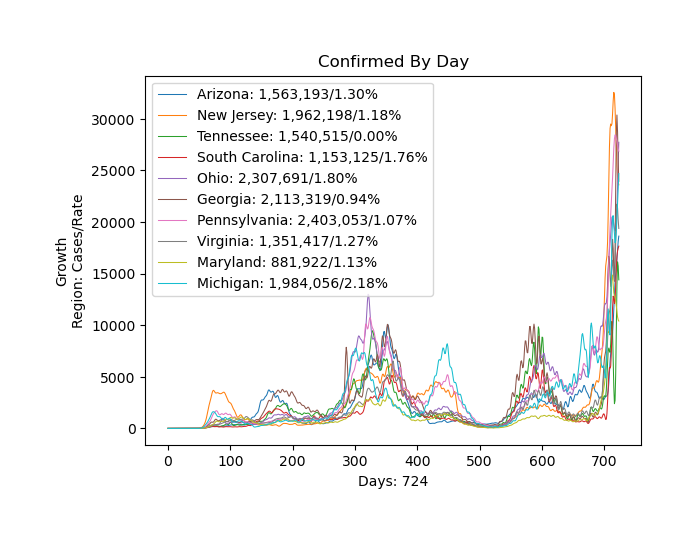 Confirmed By Day
Arizona: 1,563,193/1.30%
New Jersey: 1,962,198/1.18%
Tennessee: 1,540,515/0.00%
South Carolina: 1,153,125/1.76%
Ohio: 2,307,691/1.80%
Georgia: 2,113,319/0.94%
Pennsylvania: 2,403,053/1.07%
Virginia: 1,351,417/1.27%
Maryland: 881,922/1.13%
Michigan: 1,984,056/2.18%
Growth
Region: Cases/Rate
30000
25000
20000
15000
10000
5000
0
0 100 200 300 400 500 600 700
Days: 724